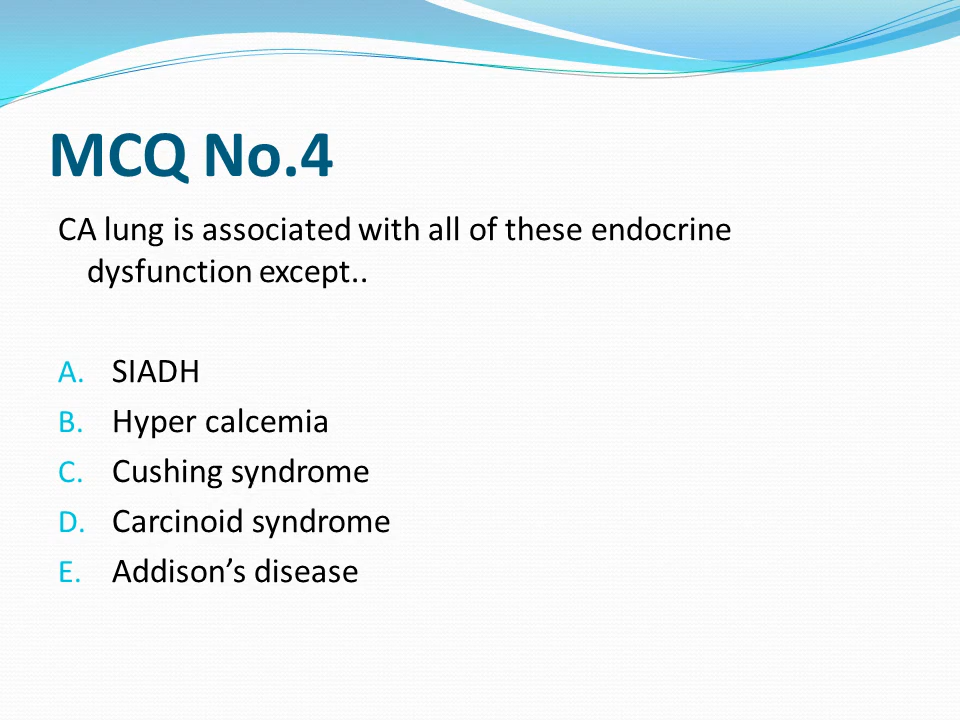 MCQ No.4
CA lung is associated with all of these endocrine
dysfunction except..
A. SIADH
B. Hyper calcemia
C. Cushing syndrome
D. Carcinoid syndrome
E. Addison’s disease